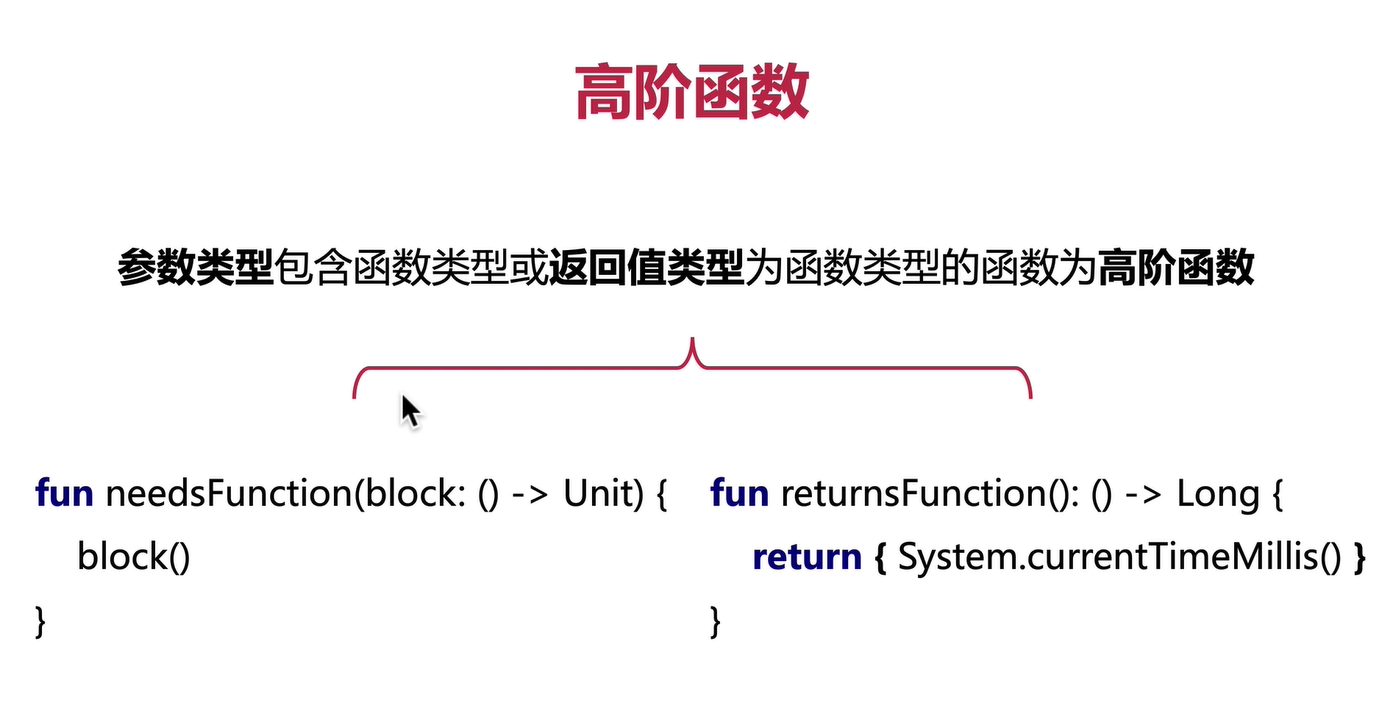 高阶函数
参数类型包含函数类型或返回值类型为函数类型的函数为高阶函数
fun needsFunction(block: () -> Unit) {
block()
}
fun returnsFunction(): () -> Long {
return { System.currentTimeMillis() }
}